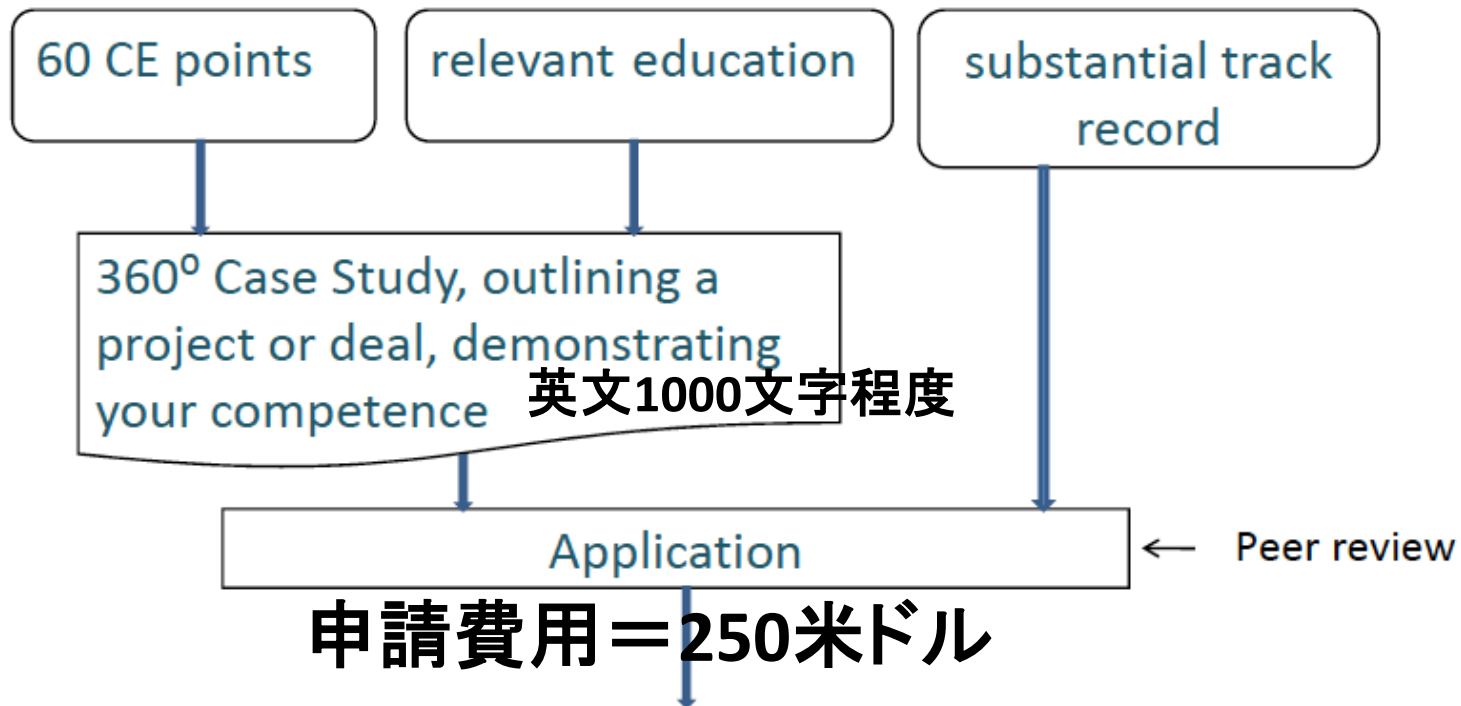 60 CE points
relevant education
substantial track
record
360⁰ Case Study, outlining a
project or deal, demonstrating
your competence
英文1000文字程度
Application
Peer review
申請費用＝250米ドル